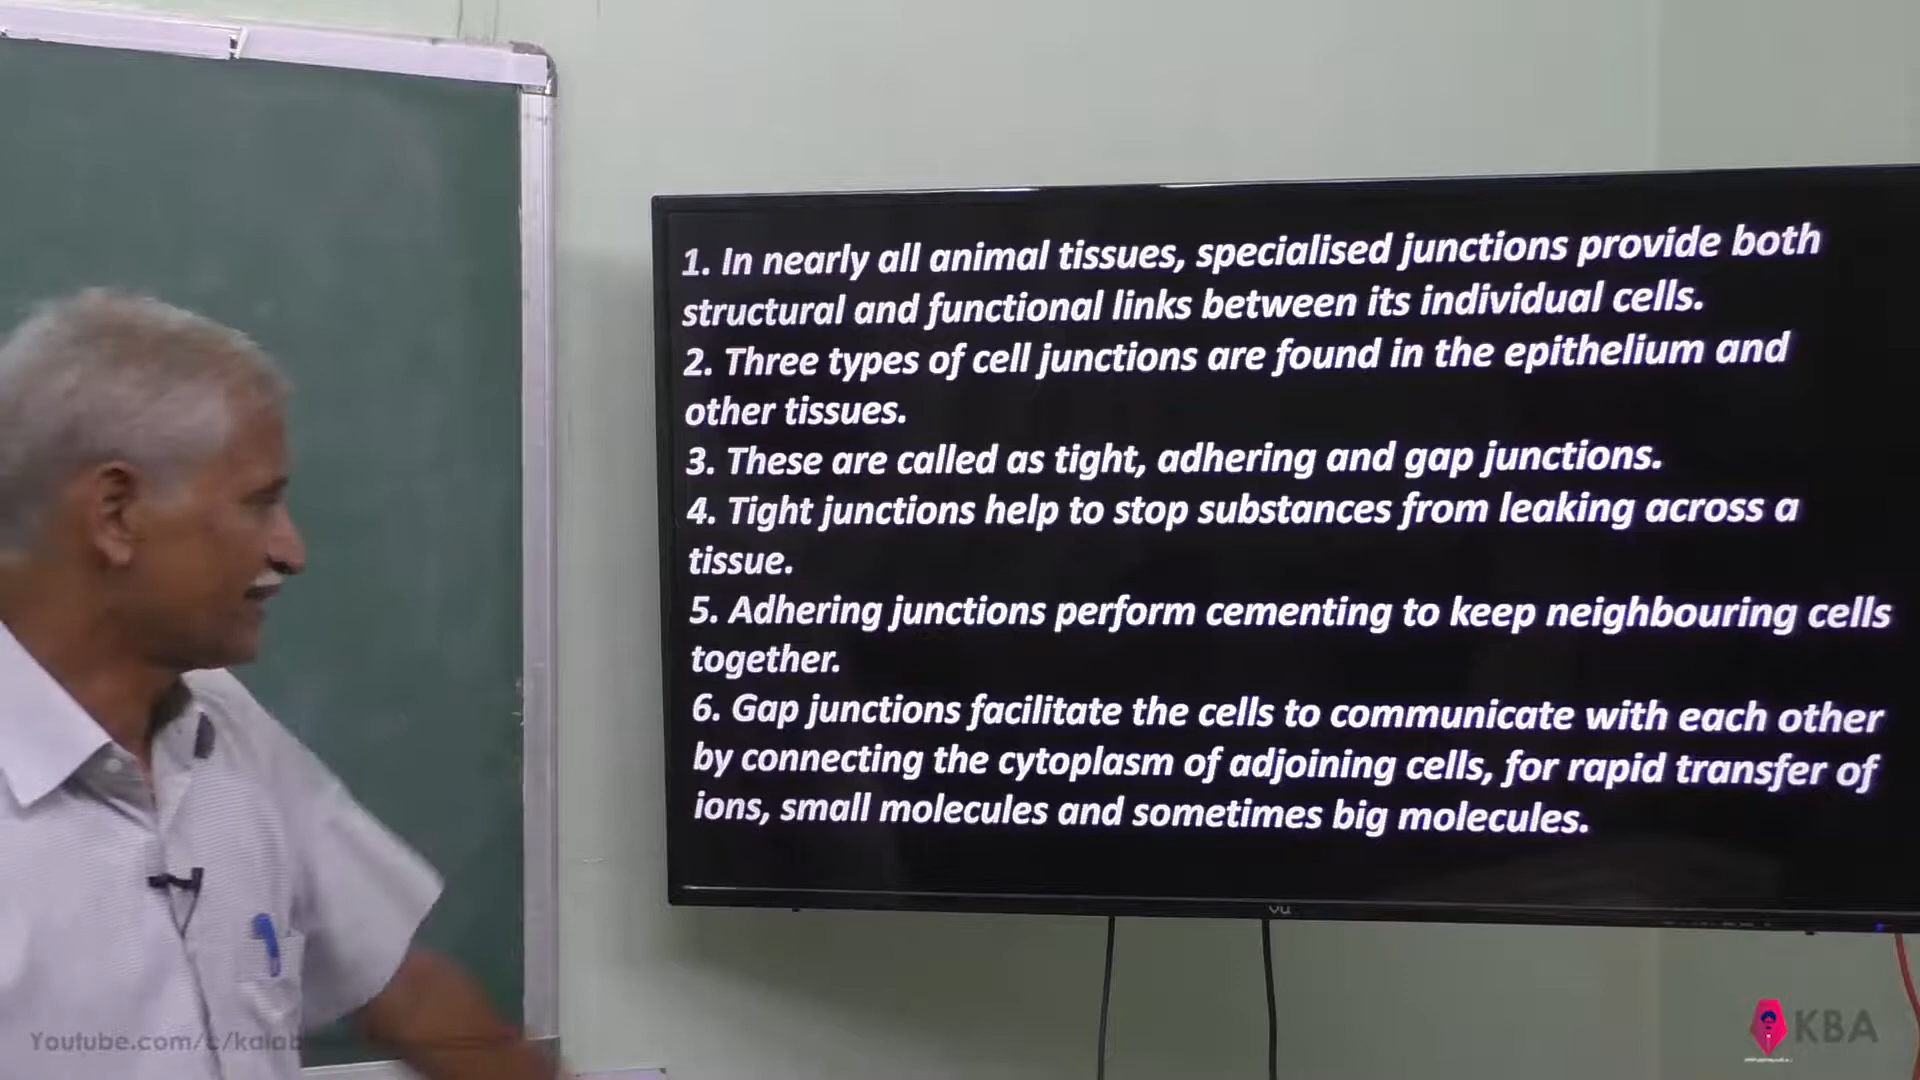 1. In nearly all animal tissues, specialised junctions provide both
structural and functional links between its individual cells.
2. Three types of cell junctions are found in the epithelium and
other tissues.
3. These are called as tight, adhering and gap junctions.
4. Tight junctions help to stop substances from leaking across a
tissue.
5. Adhering junctions perform cementing to keep neighbouring cells
together.
6. Gap junctions facilitate the cells to communicate with each other
by connecting the cytoplasm of adjoining cells, for rapid transfer of
ions, small molecules and sometimes big molecules.
Vu
KBA